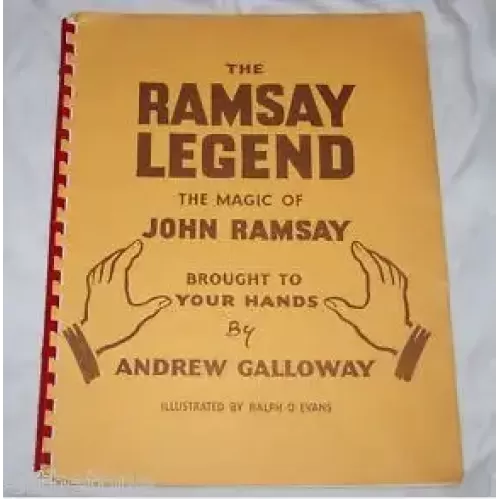 THE
RAMSAY
LEGEND
THE MAGIC OF
JOHN RAMSAY
BROUGHT TO
YOUR HANDS
By
ANDREW GALLOWAY
ILLUSTRATED BY RALPH O EVANS